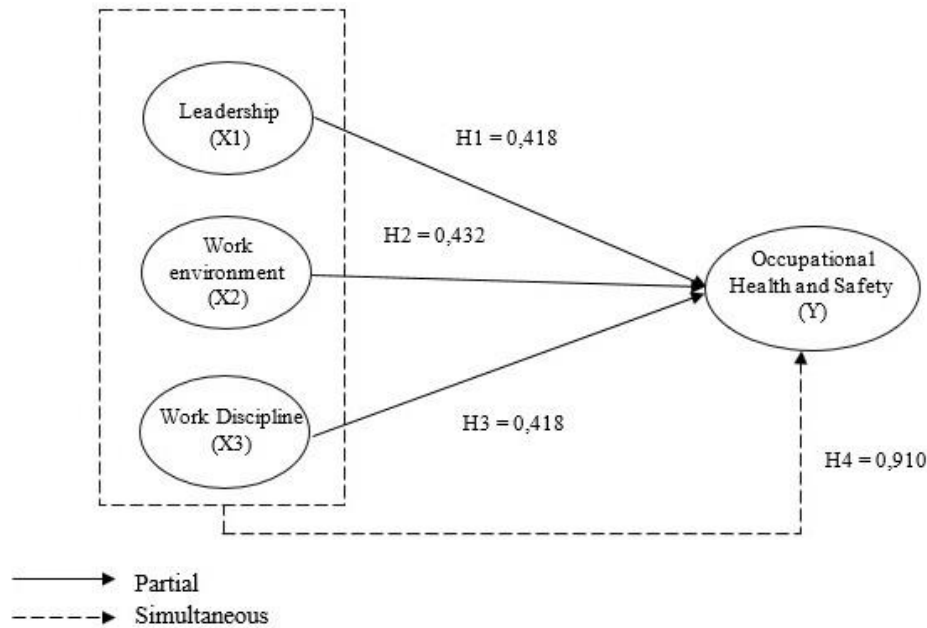 Leadership
(X1)
H1 = 0,418
Work
environment
(X2)
H2 = 0,432
Occupational
Health and Safety
(Y)
Work Discipline
(X3)
H3 = 0,418
H4 = 0,910
Partial
Simultaneous